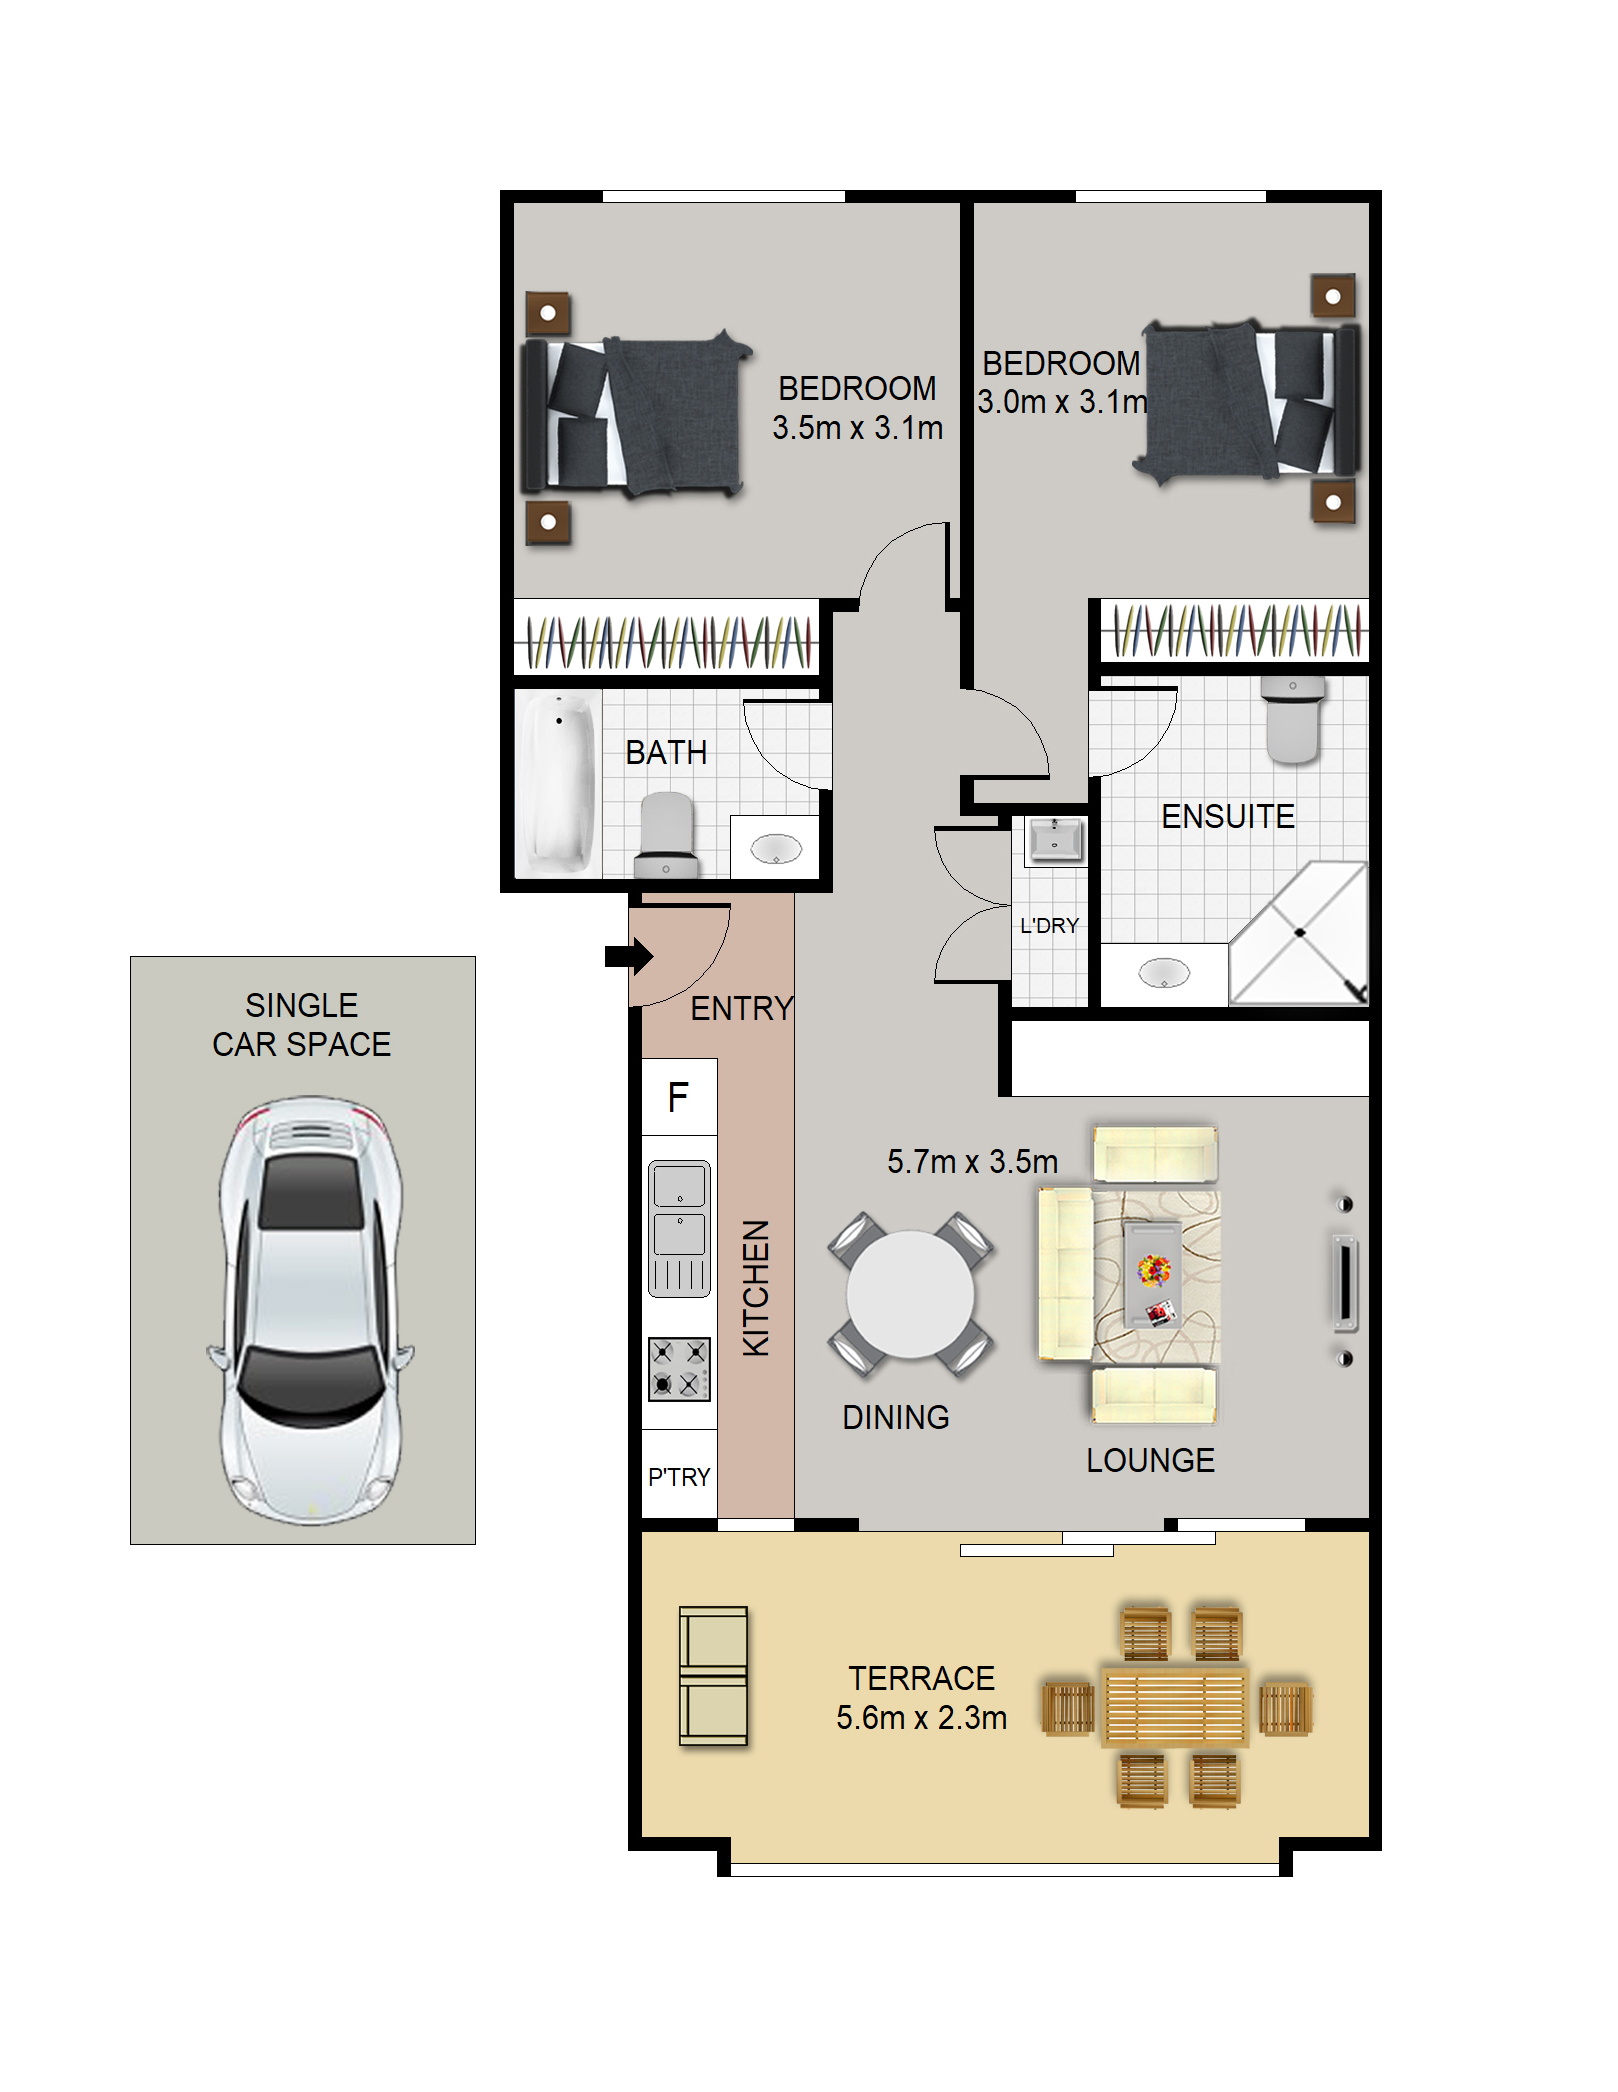 BEDROOM
3.5m x 3.1m
BEDROOM
3.0m x 3.1m
BATH
ENSUITE
L'DRY
ENTRY
SINGLE
CAR SPACE
F
5.7m x 3.5m
KITCHEN
DINING
LOUNGE
P'TRY
TERRACE
5.6m x 2.3m